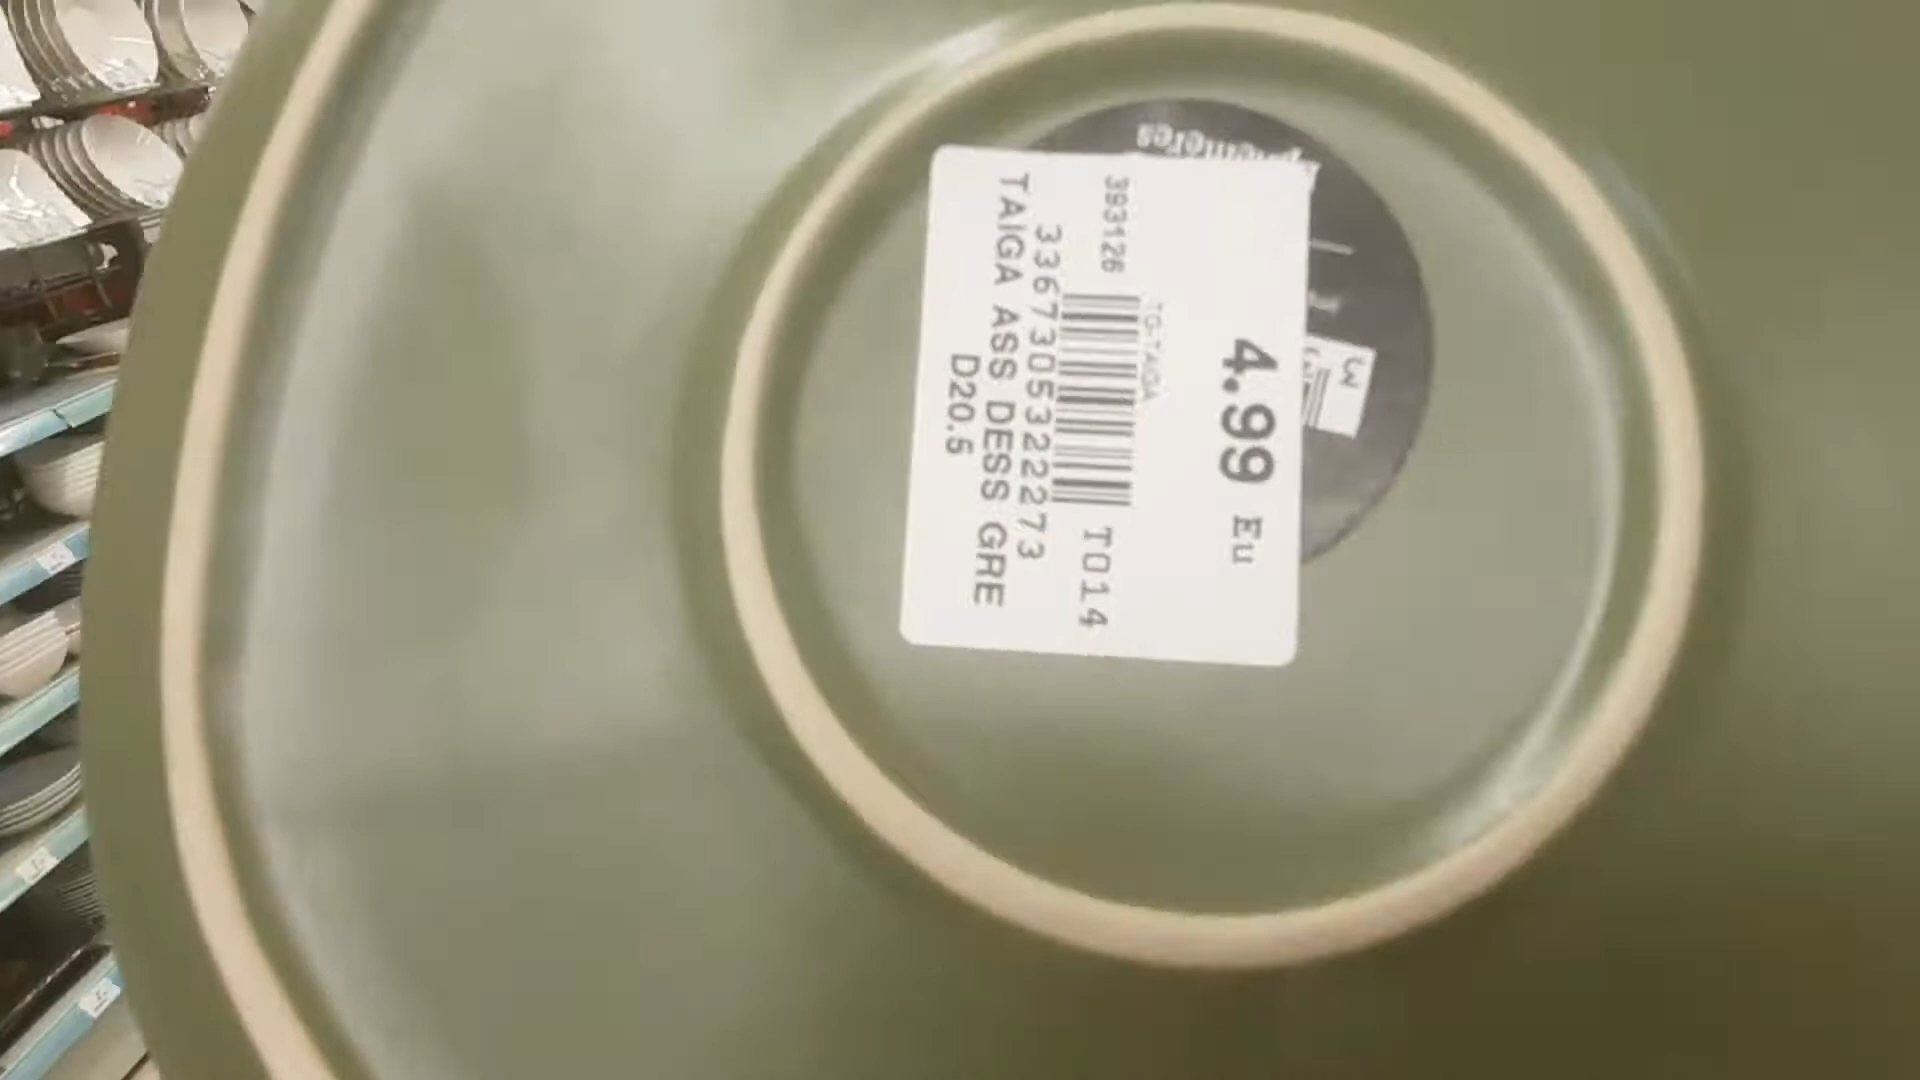 4.99 Eu
TG-TAIGA
393126
T014
3367305322273
TAIGA ASS DESS GRE
D20.5